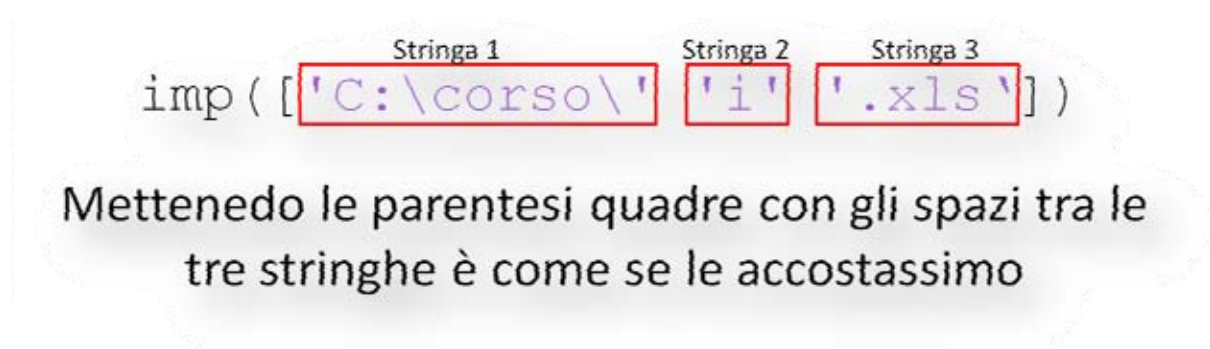 Stringa 1 Stringa 2 Stringa 3
imp(['C:\corso\' 'i' '.xls‵])
Mettenedo le parentesi quadre con gli spazi tra le
tre stringhe è come se le accostassimo